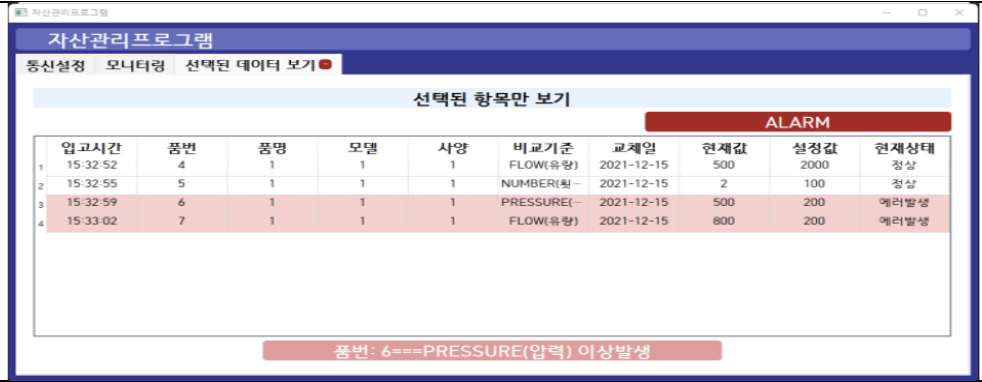 자산관리프로그램
자산관리프로그램
통신설정 모니터링 선택된 데이터 보기
선택된 항목만 보기
ALARM
입고시간 품번 품명 모델 사양 비교기준 교체일 현재값 설정값 현재상태
1 15:32:52 4 1 1 1 FLOW(유량) 2021-12-15 500 2000 정상
2 15:32:55 5 1 1 1 NUMBER(횟··· 2021-12-15 2 100 정상
3 15:32:59 6 1 1 1 PRESSURE(··· 2021-12-15 500 200 에러발생
4 15:33:02 7 1 1 1 FLOW(유량) 2021-12-15 800 200 에러발생
품번: 6===PRESSURE(압력) 이상발생